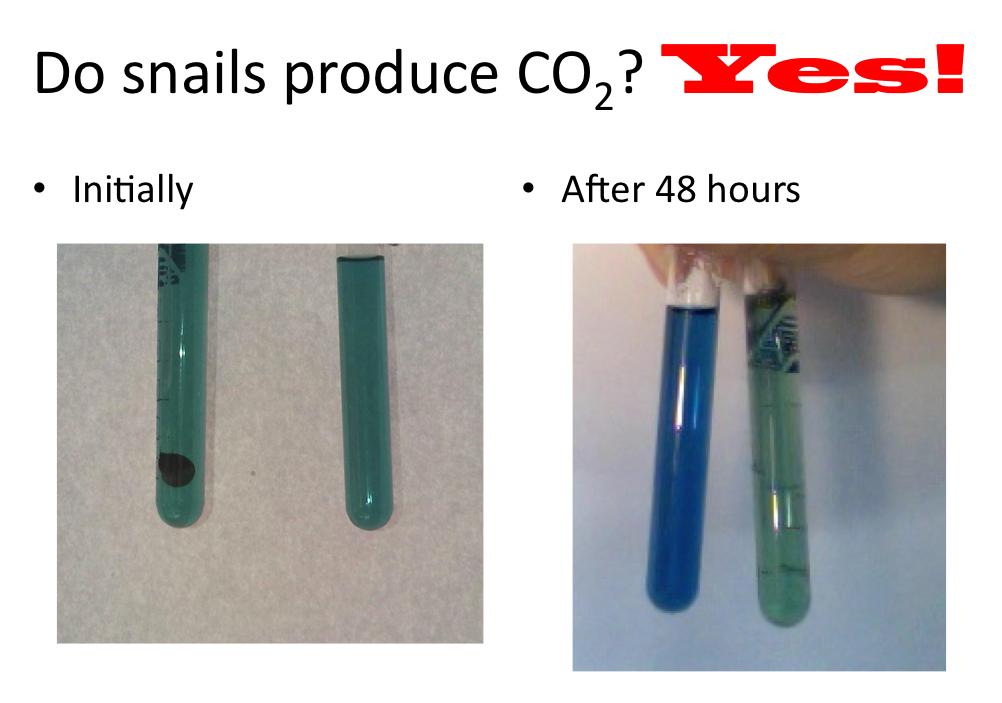 Do snails produce CO₂? Yes!
• Initially
• After 48 hours